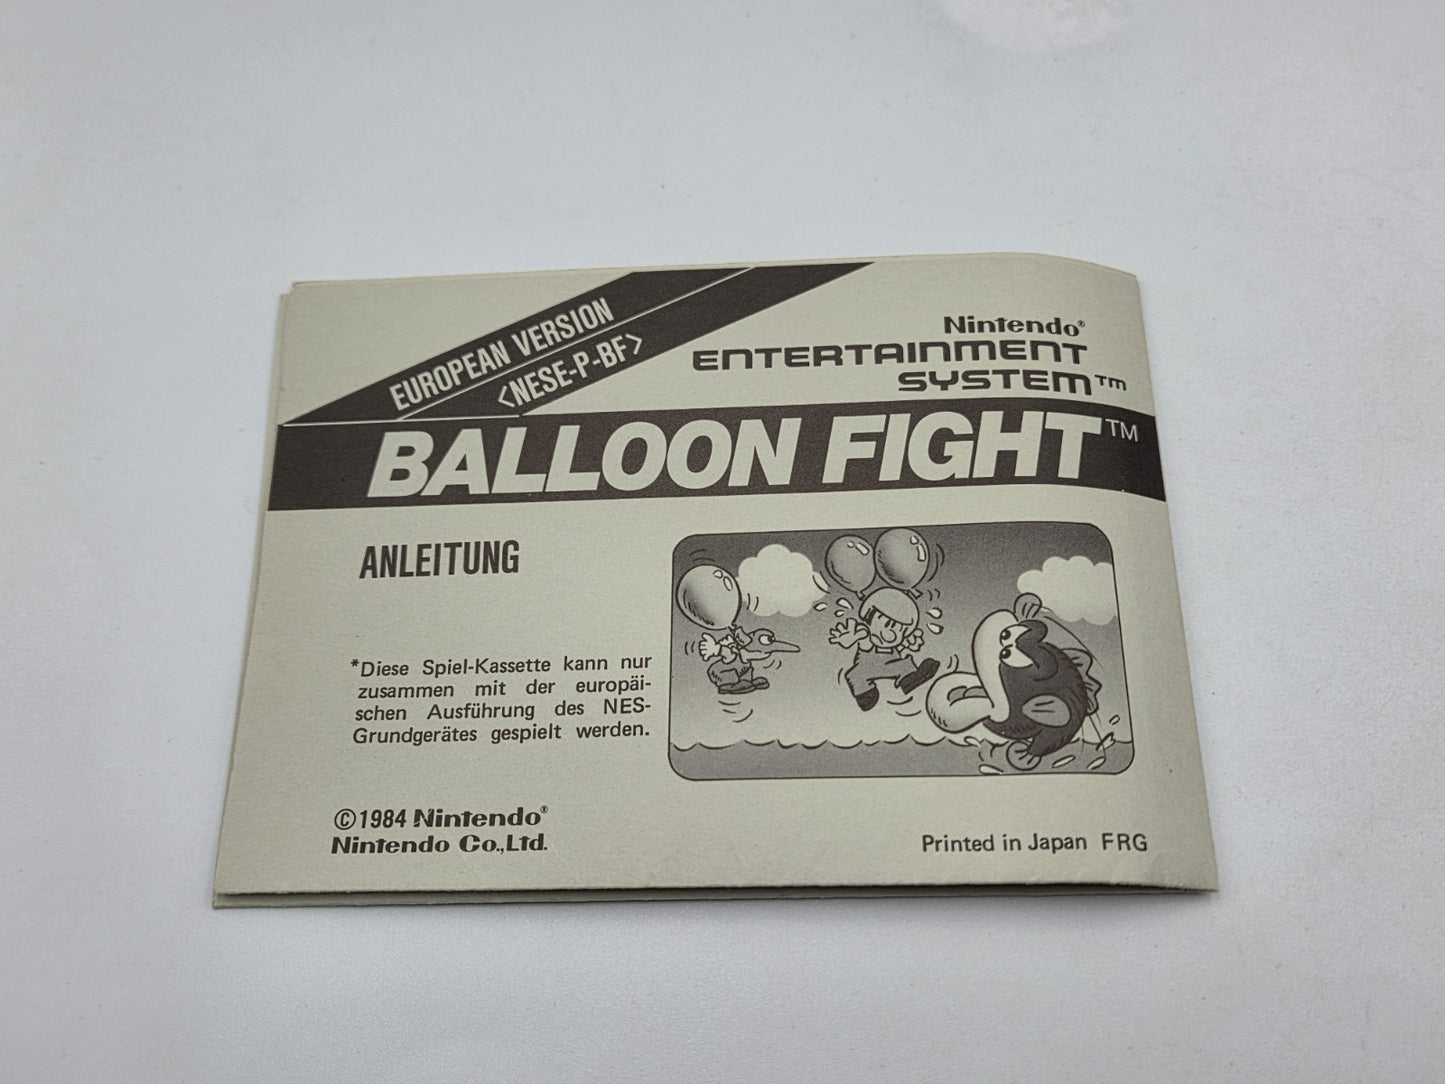 EUROPEAN VERSION
<NESE-P-BF>
Nintendo®
ENTERTAINMENT
SYSTEM™
BALLOON FIGHT™
ANLEITUNG
*Diese Spiel-Kassette kann nur
zusammen mit der europäi-
schen Ausführung des NES-
Grundgerätes gespielt werden.
©1984 Nintendo®
Nintendo Co.,Ltd.
Printed in Japan FRG